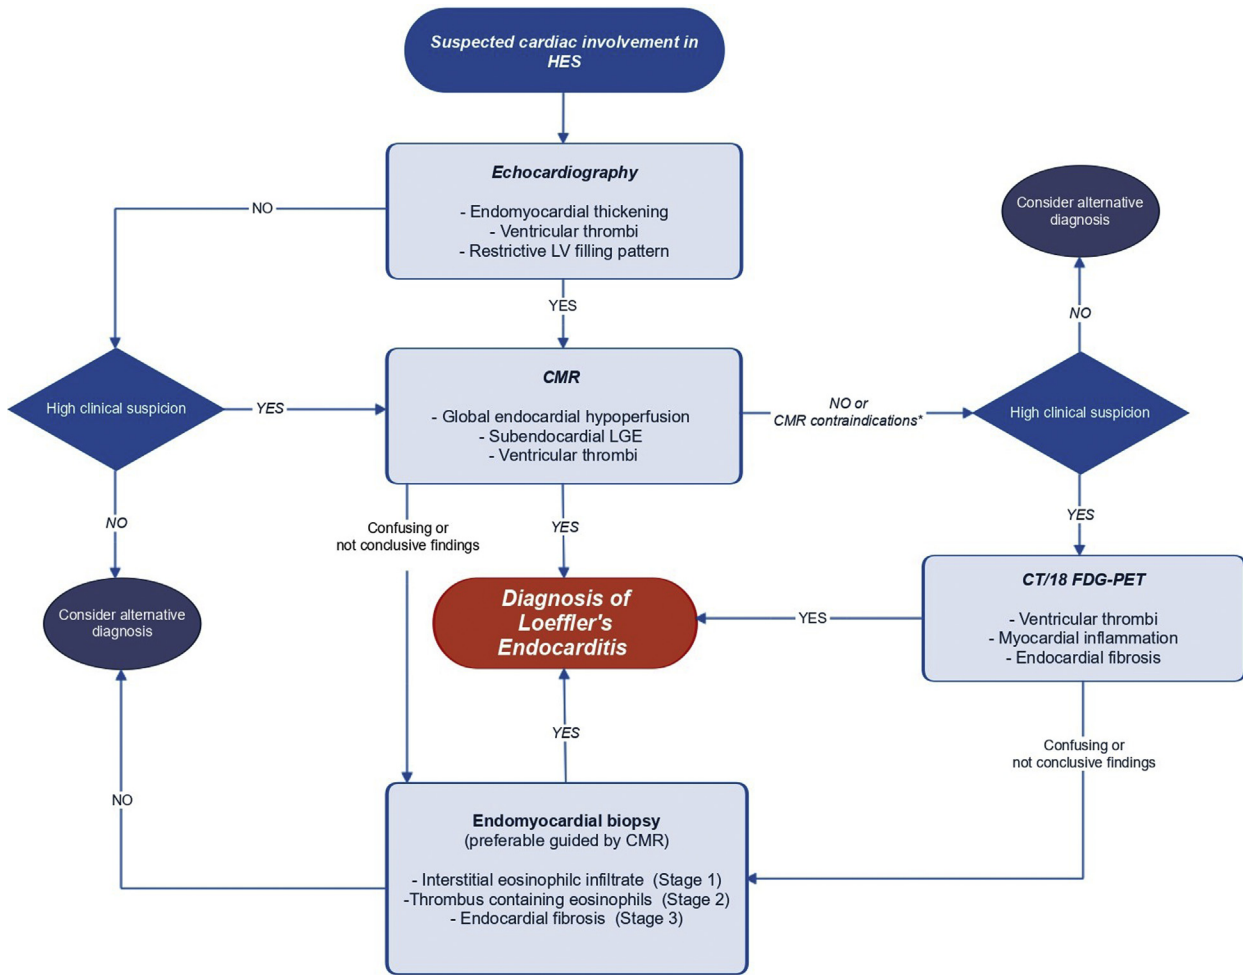 Suspected cardiac involvement in
HES
Echocardiography
- Endomyocardial thickening
- Ventricular thrombi
- Restrictive LV filling pattern
NO
YES
Consider alternative
diagnosis
NO
High clinical suspicion
YES
CMR
- Global endocardial hypoperfusion
- Subendocardial LGE
- Ventricular thrombi
NO or
CMR contraindications*
High clinical suspicion
NO
Confusing or
not conclusive findings
YES
YES
Consider alternative
diagnosis
Diagnosis of
Loeffler's
Endocarditis
YES
CT/18 FDG-PET
- Ventricular thrombi
- Myocardial inflammation
- Endocardial fibrosis
YES
Confusing or
not conclusive findings
NO
Endomyocardial biopsy
(preferable guided by CMR)
- Interstitial eosinophilc infiltrate (Stage 1)
-Thrombus containing eosinophils (Stage 2)
- Endocardial fibrosis (Stage 3)